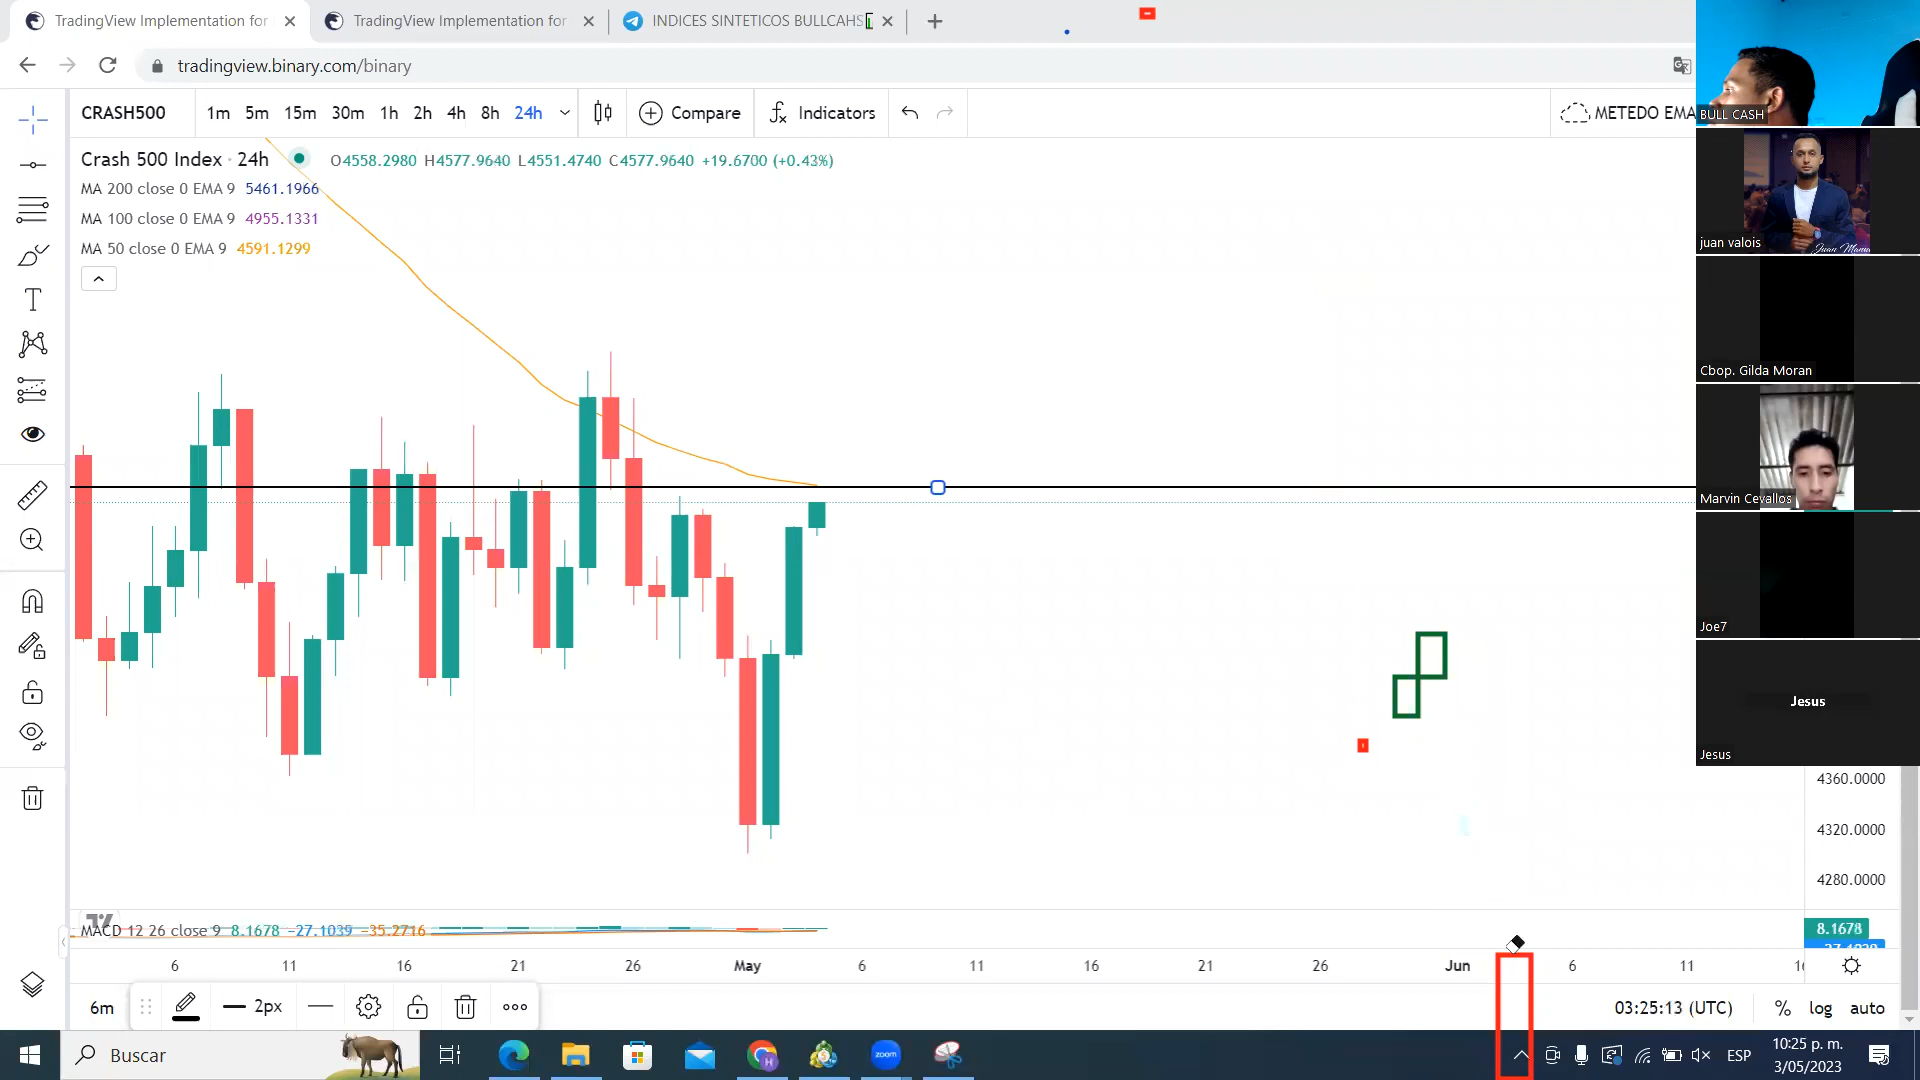 TradingView Implementation for
TradingView Implementation for
INDICES SINTETICOS BULLCAHS
tradingview.binary.com/binary
CRASH500
1m 5m 15m 30m 1h 2h 4h 8h 24h
Compare
Indicators
METEDO EMA
Crash 500 Index · 24h
O4558.2980 H4577.9640 L4551.4740 C4577.9640 +19.6700 (+0.43%)
MA 200 close 0 EMA 9 5461.1966
MA 100 close 0 EMA 9 4955.1331
MA 50 close 0 EMA 9 4591.1299
BULL CASH
juan valois
Juan Manu
Cbop. Gilda Moran
Marvin Cevallos
Joe7
Jesus
Jesus
4360.0000
4320.0000
4280.0000
MACD 12 26 close 9 8.1678 −27.1039 −35.2716
8.1678
6 11 16 21 26 May 6 11 16 21 26 Jun 6 11
6m
2px
03:25:13 (UTC)
% log auto
Buscar
zoom
ESP
10:25 p. m.
3/05/2023